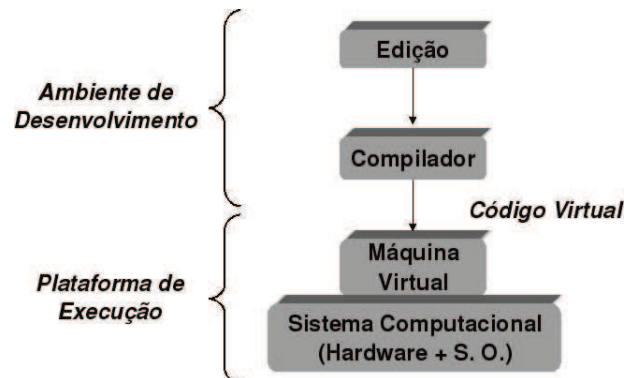 Edição
Ambiente de
Desenvolvimento
Compilador
Código Virtual
Máquina
Virtual
Plataforma de
Execução
Sistema Computacional
(Hardware + S. O.)